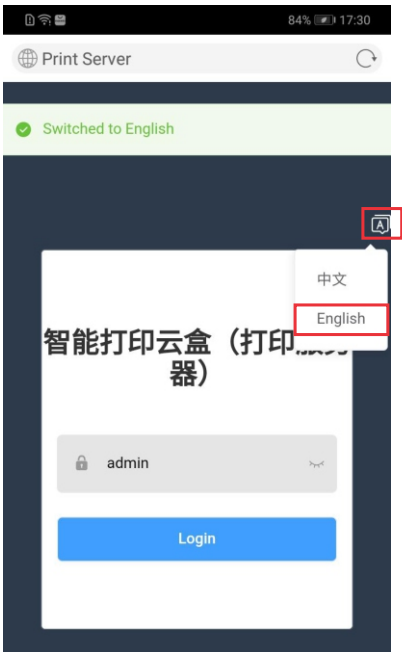 84% 17:30
Print Server
Switched to English
A
中文
English
智能打印云盒（打印
器）
admin
Login